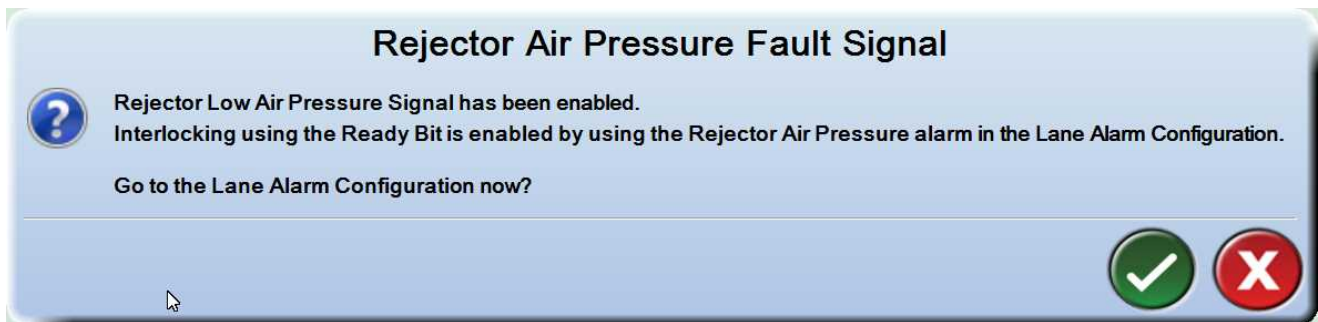 Rejector Air Pressure Fault Signal
Rejector Low Air Pressure Signal has been enabled.
Interlocking using the Ready Bit is enabled by using the Rejector Air Pressure alarm in the Lane Alarm Configuration.
Go to the Lane Alarm Configuration now?